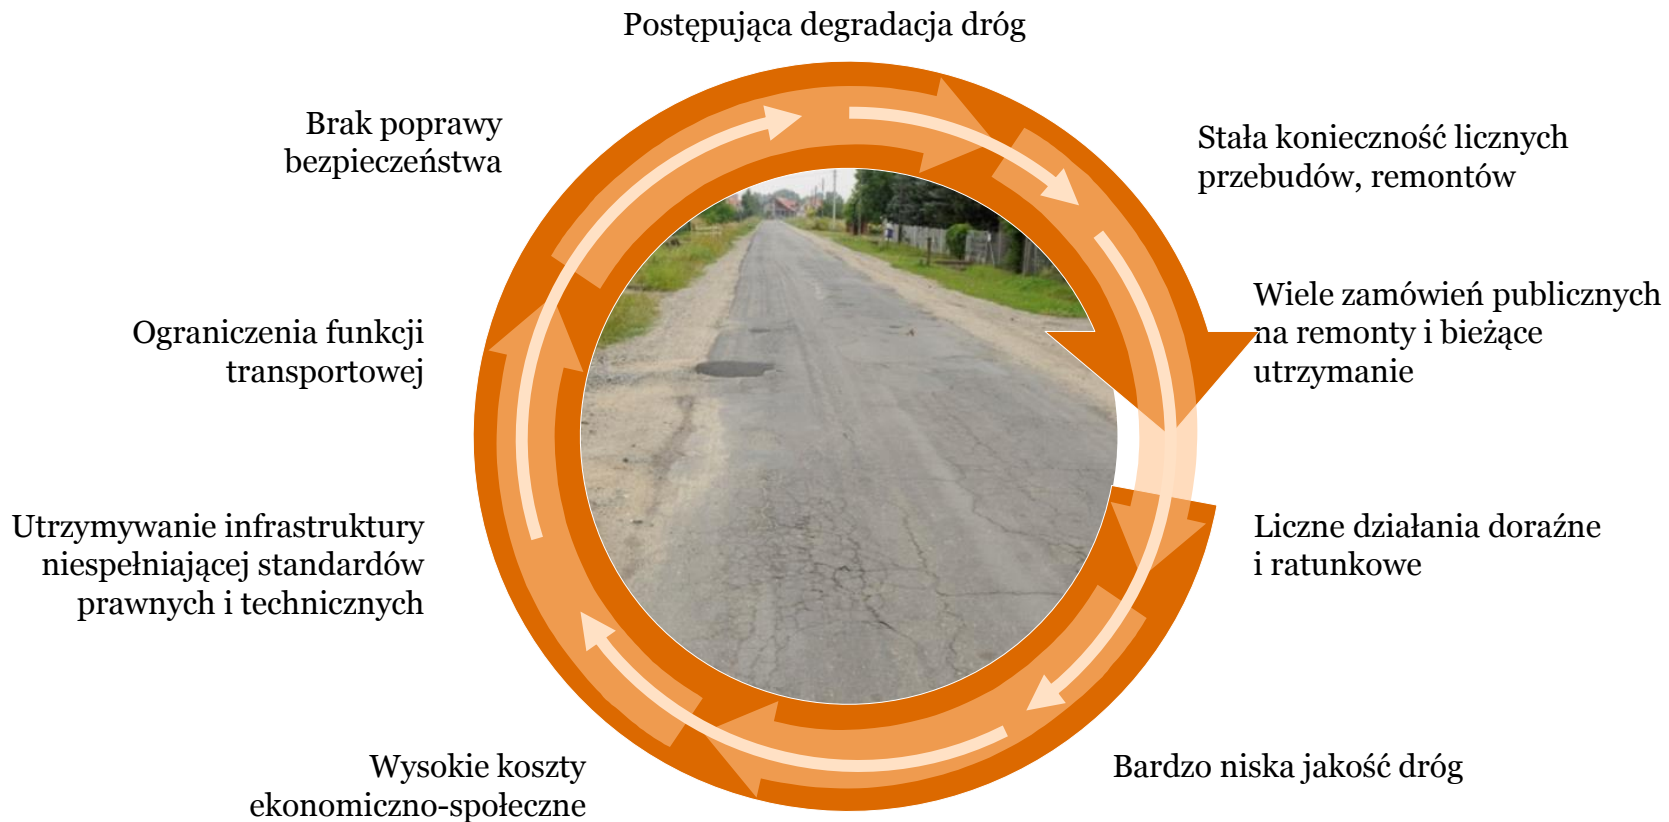 Postępująca degradacja dróg
Stała konieczność licznych
przebudów, remontów
Wiele zamówień publicznych
na remonty i bieżące
utrzymanie
Liczne działania doraźne
i ratunkowe
Bardzo niska jakość dróg
Wysokie koszty
ekonomiczno-społeczne
Utrzymywanie infrastruktury
niespełniającej standardów
prawnych i technicznych
Ograniczenia funkcji
transportowej
Brak poprawy
bezpieczeństwa